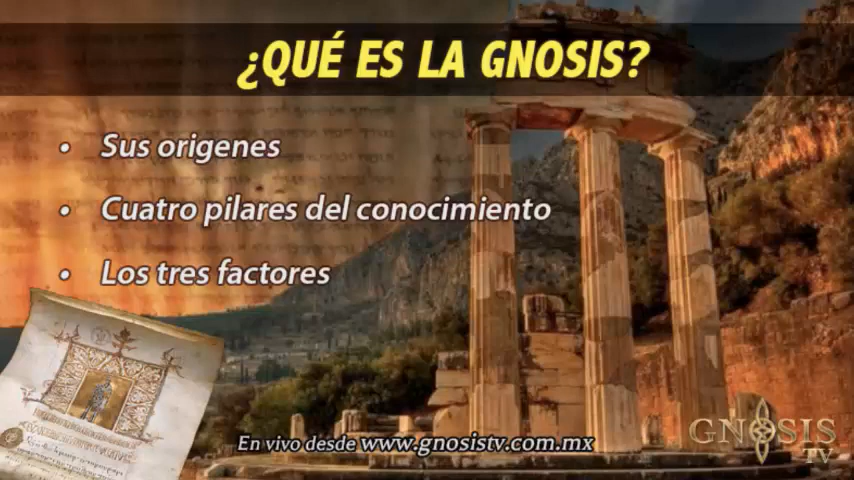 ¿QUÉ ES LA GNOSIS?
• Sus origenes
• Cuatro pilares del conocimiento
• Los tres factores
En vivo desde www.gnosistv.com.mx
GNOSIS
TV